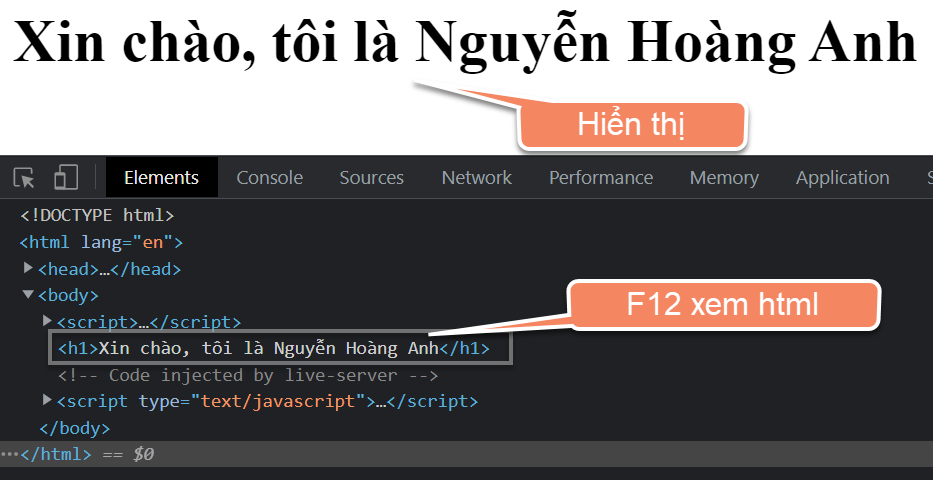 Xin chào, tôi là Nguyễn Hoàng Anh
Hiển thị
Elements Console Sources Network Performance Memory Application
<!DOCTYPE html>
<html lang="en">
<head>…</head>
<body>
F12 xem html
<script>…</script>
<h1>Xin chào, tôi là Nguyễn Hoàng Anh</h1>
<!-- Code injected by live-server -->
<script type="text/javascript">…</script>
</body>
…</html> == $0